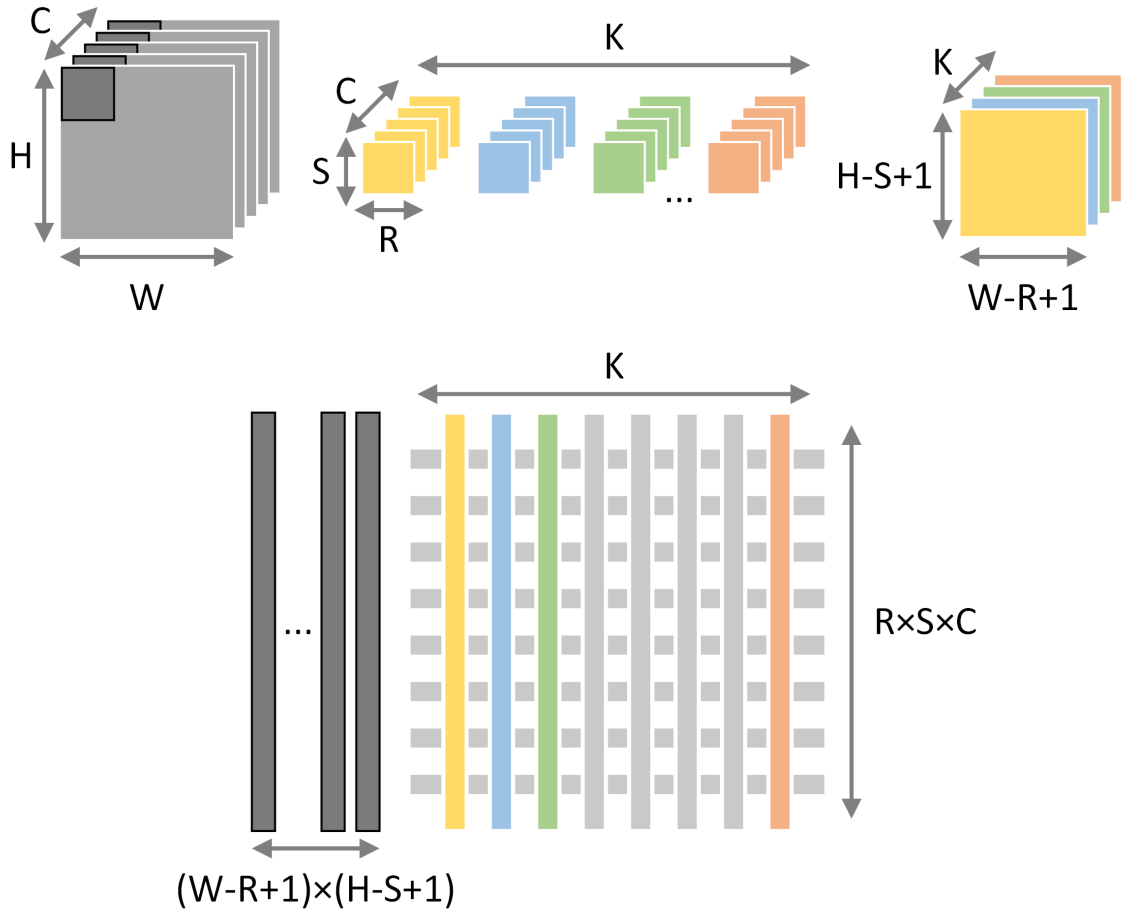 C
H
W
K
C
S
R
...
K
H-S+1
W-R+1
K
...
R×S×C
(W-R+1)×(H-S+1)